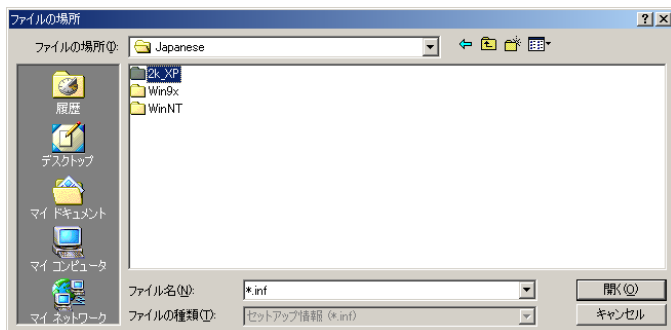 ファイルの場所
ファイルの場所(I):
Japanese
履歴
デスクトップ
マイ ドキュメント
マイ コンピュータ
マイ ネットワーク
2k_XP
Win9x
WinNT
ファイル名(N):
*.inf
開く(O)
ファイルの種類(T):
セットアップ情報 (*.inf)
キャンセル